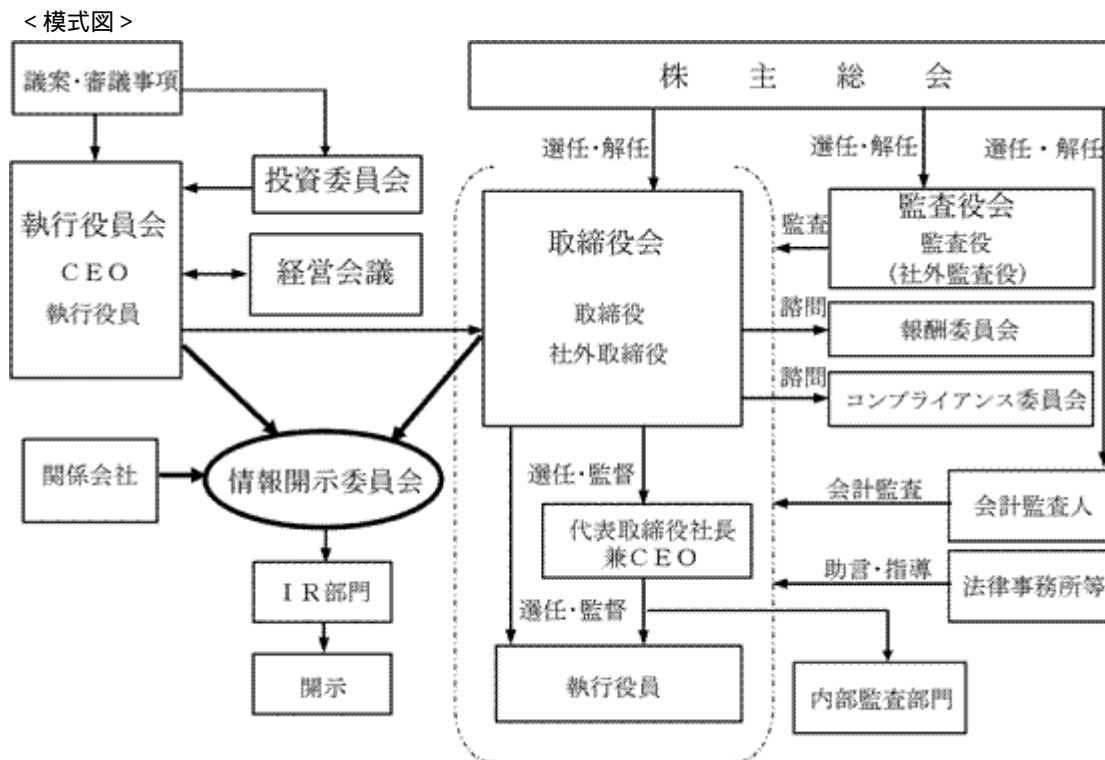 <模式図>
議案・審議事項
株主総会
選任・解任
選任・解任
選任・解任
投資委員会
執行役員会
CEO
執行役員
経営会議
取締役会
取締役
社外取締役
監査
監査役会
監査役
(社外監査役)
諮問
報酬委員会
諮問
コンプライアンス委員会
関係会社
情報開示委員会
選任・監督
会計監査
会計監査人
代表取締役社長
兼CEO
助言・指導
法律事務所等
IR部門
選任・監督
執行役員
開示
内部監査部門